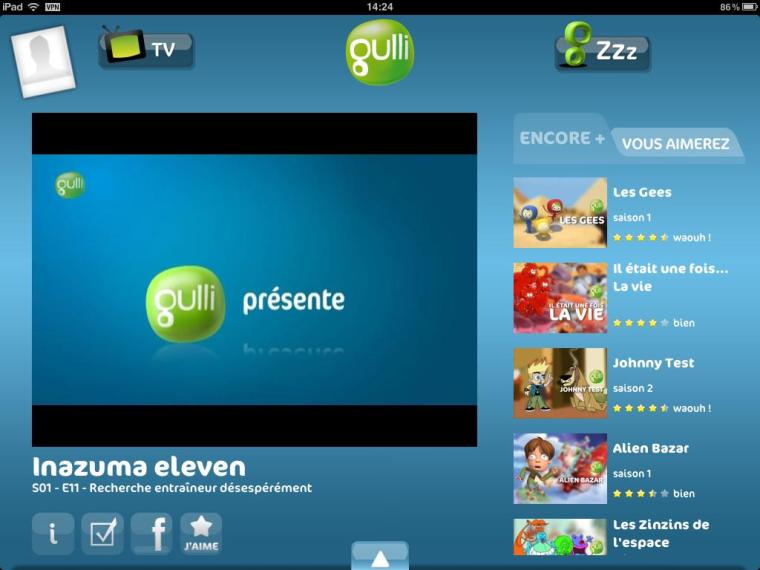 iPad VPN 14:24 86%
TV
gulli
Zzz
gulli
gulli présente
Inazuma eleven
S01 - E11 - Recherche entraîneur désespérément
i
f
J'AIME
ENCORE +
VOUS AIMEREZ
LES GEES
Les Gees
saison 1
waouh !
IL ÉTAIT UNE FOIS
LA VIE
Il était une fois...
La vie
bien
JOHNNY TEST
Johnny Test
saison 2
waouh !
ALIEN BAZAR
Alien Bazar
saison 1
bien
Les Zinzins de
l'espace